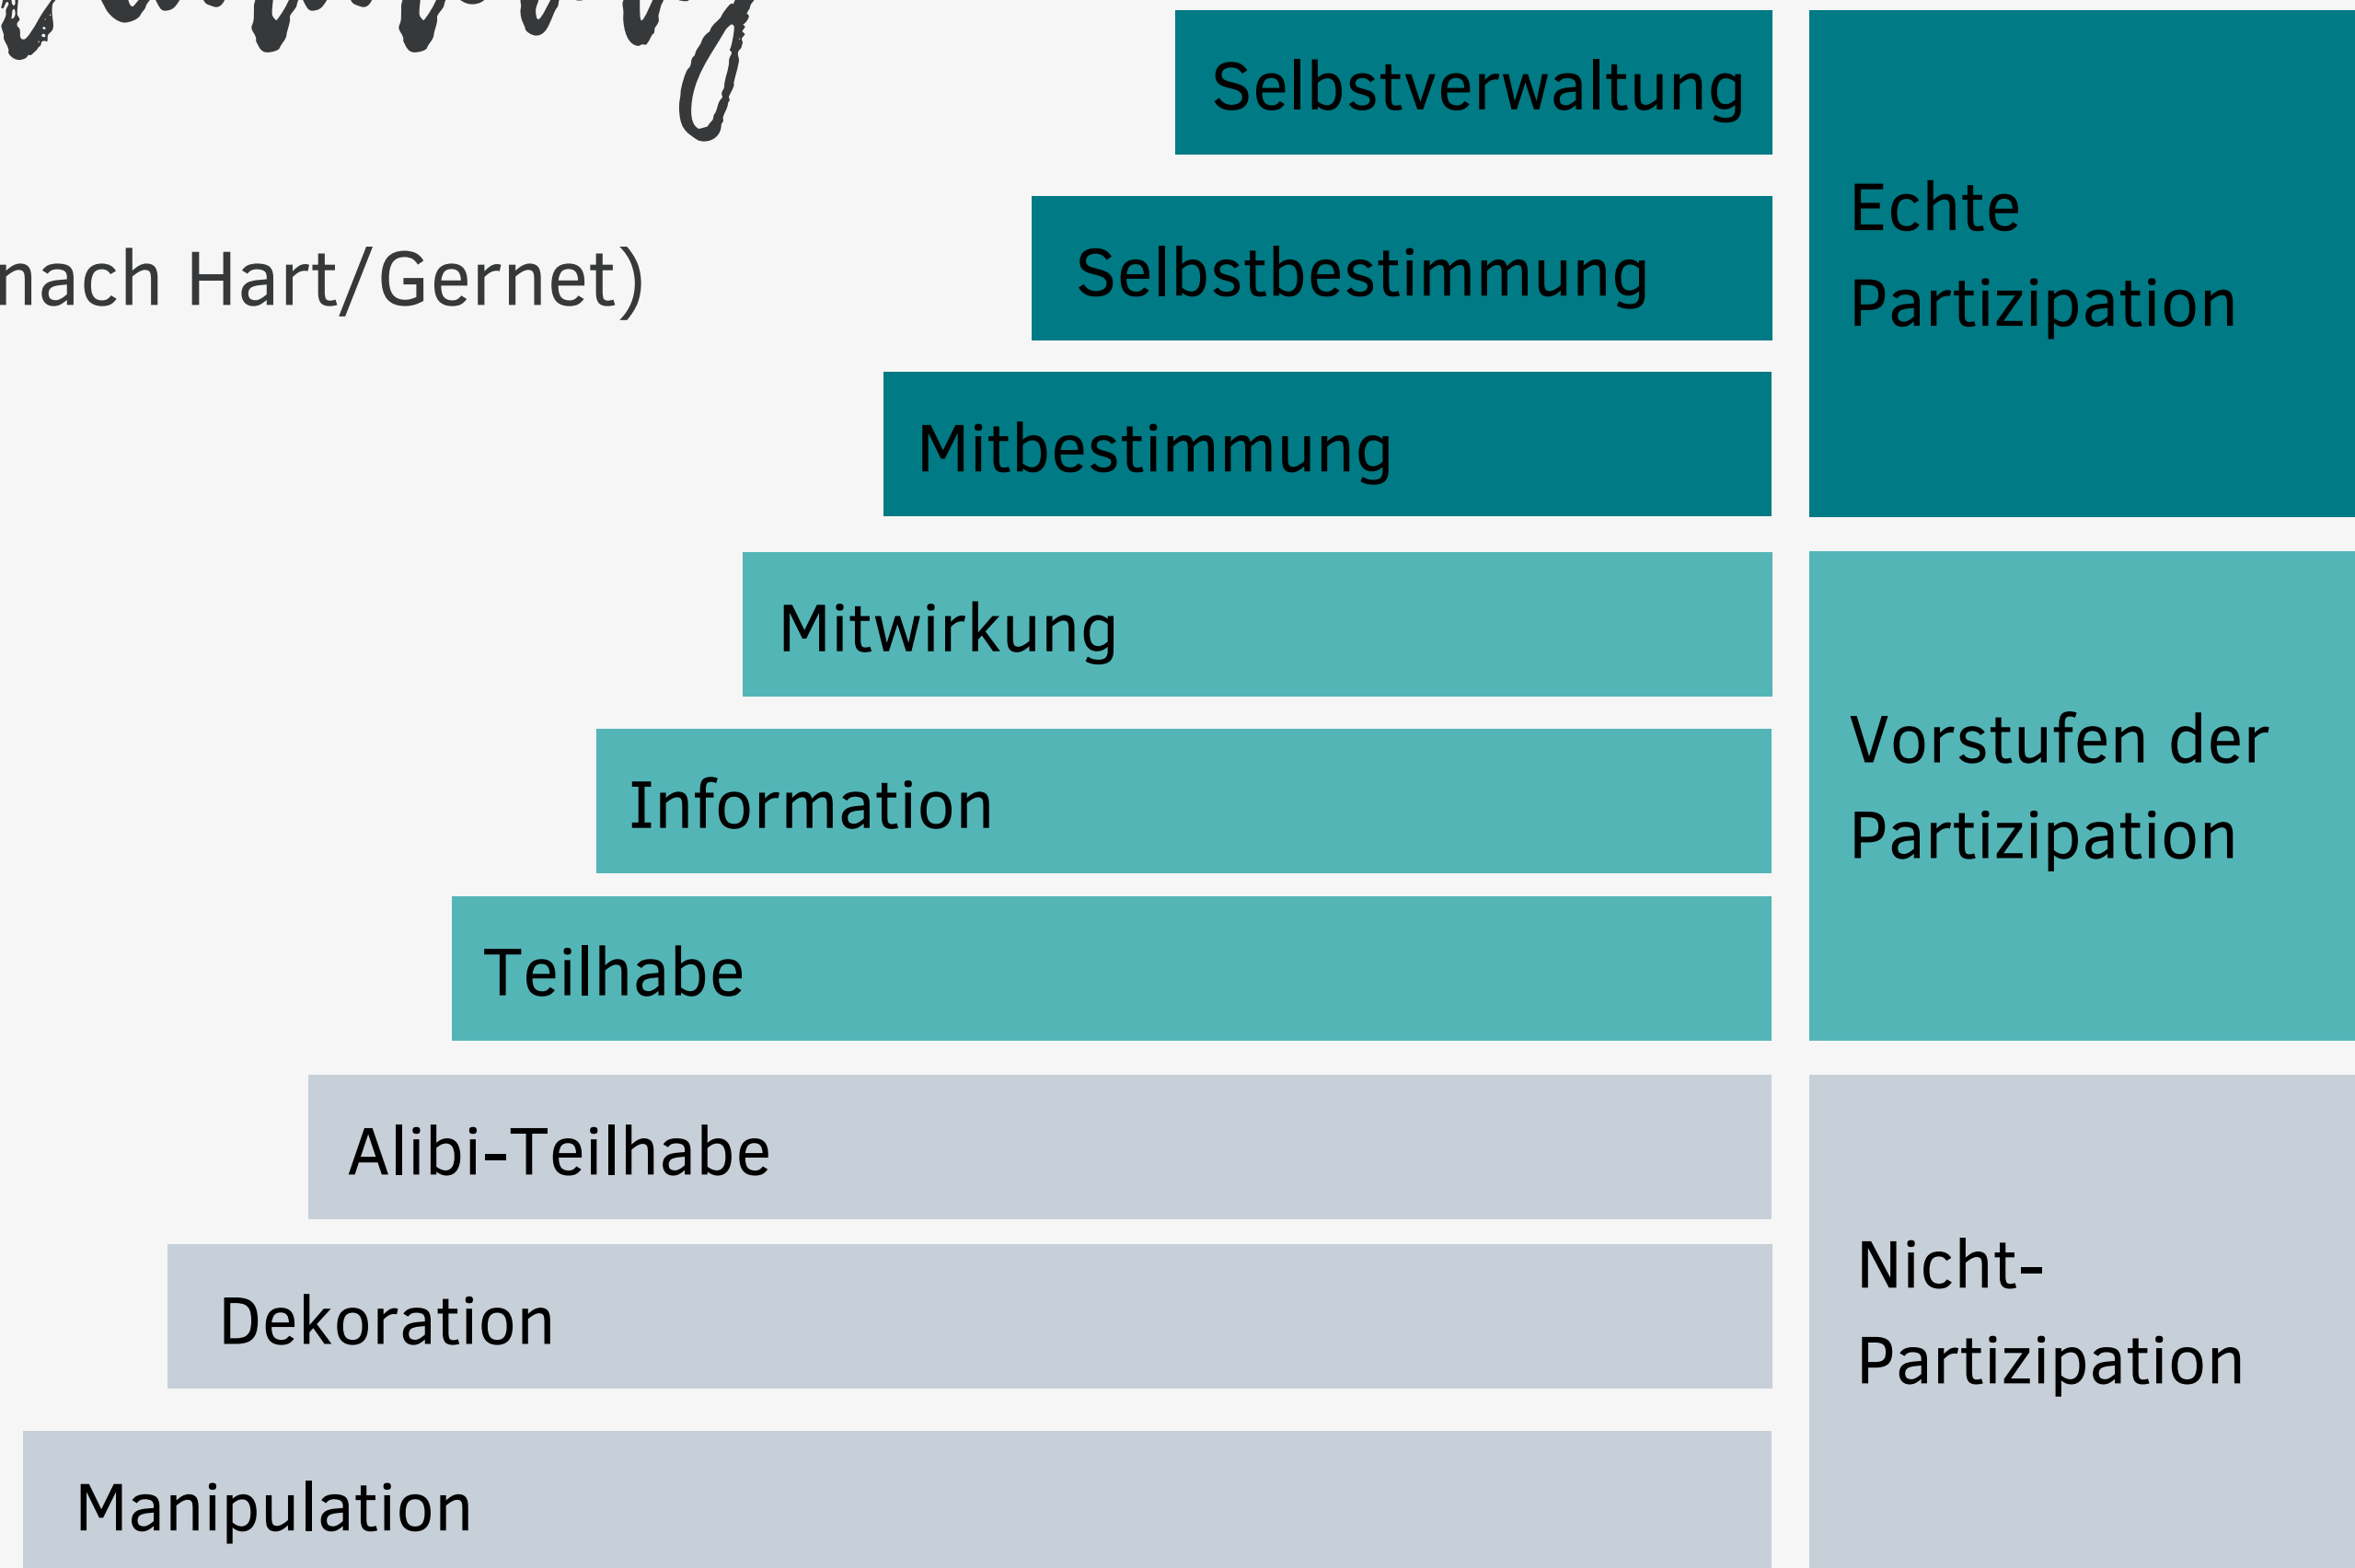 nach Hart/Gernet)
Selbstverwaltung
Selbstbestimmung
Mitbestimmung
Echte
Partizipation
Mitwirkung
Information
Teilhabe
Vorstufen der
Partizipation
Alibi-Teilhabe
Dekoration
Manipulation
Nicht-
Partizipation